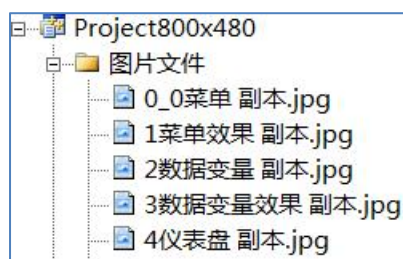 Project800x480
图片文件
0_0菜单 副本.jpg
1菜单效果 副本.jpg
2数据变量 副本.jpg
3数据变量效果 副本.jpg
4仪表盘 副本.jpg